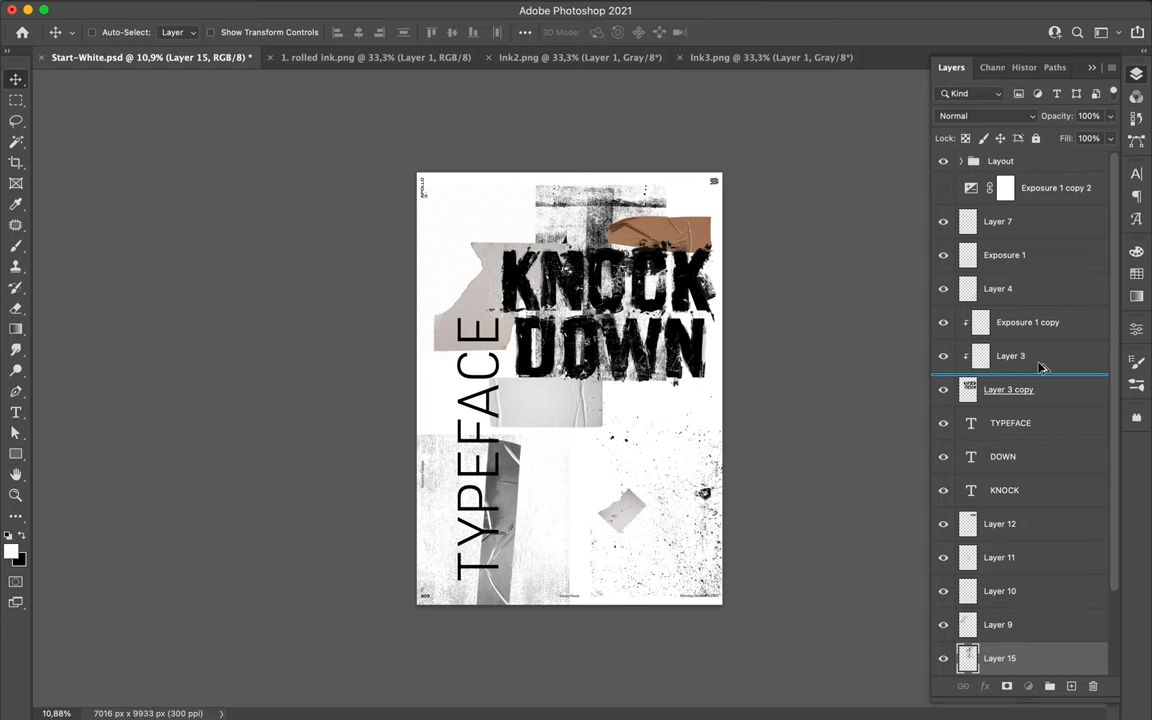 Adobe Photoshop 2021
Auto-Select: Layer Show Transform Controls 3D Mode:
Start-White.psd @ 10,9% (Layer 15, RGB/8) *
1. rolled ink.png @ 33,3% (Layer 1, RGB/8)
Ink2.png @ 33,3% (Layer 1, Gray/8*)
Ink3.png @ 33,3% (Layer 1, Gray/8*)
Layers Chann Histor Paths
Kind
Normal Opacity: 100%
Lock: Fill: 100%
Layout
Exposure 1 copy 2
Layer 7
Exposure 1
Layer 4
Exposure 1 copy
Layer 3
Layer 3 copy
TYPEFACE
DOWN
KNOCK
Layer 12
Layer 11
Layer 10
Layer 9
Layer 15
APOLLO
KNOCK
DOWN
TYPEFACE
10,88% 7016 px x 9933 px (300 ppi)